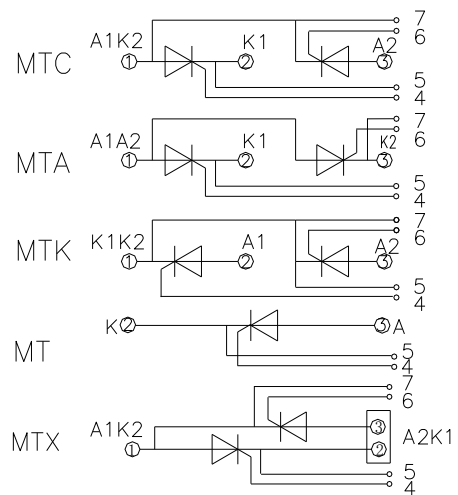 7
A1K2 K1 A2 6
MTC 1 2 3
5
4
7
A1A2 K1 K2 6
MTA 1 2 3
5
4
7
K1K2 A1 A2 6
MTK 1 2 3
5
4
K 2 3 A
MT 5
4
7
6
A1K2 3
MTX 1 2 A2K1
5
4